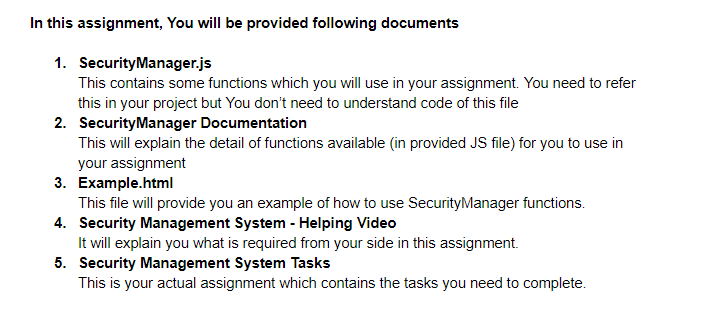 In this assignment, You will be provided following documents
1. SecurityManager.js
This contains some functions which you will use in your assignment. You need to refer
this in your project but You don't need to understand code of this file
2. SecurityManager Documentation
This will explain the detail of functions available (in provided JS file) for you to use in
your assignment
3. Example.html
This file will provide you an example of how to use SecurityManager functions.
4. Security Management System - Helping Video
It will explain you what is required from your side in this assignment.
5. Security Management System Tasks
This is your actual assignment which contains the tasks you need to complete.